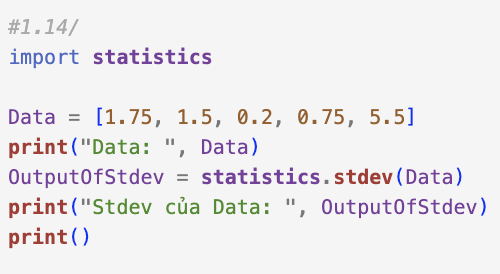 #1.14/
import statistics
Data = [1.75, 1.5, 0.2, 0.75, 5.5]
print("Data: ", Data)
OutputOfStdev = statistics.stdev(Data)
print("Stdev của Data: ", OutputOfStdev)
print()